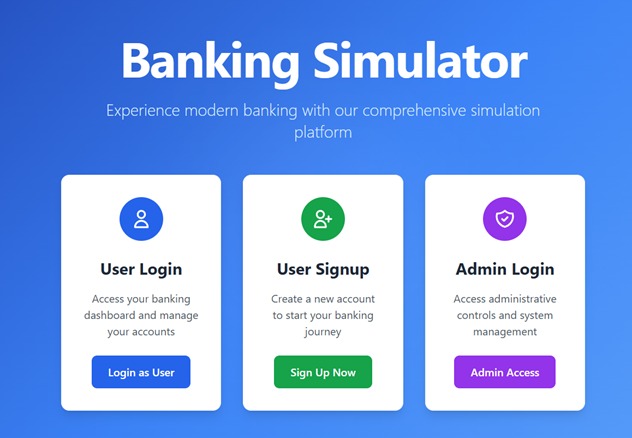 Banking Simulator
Experience modern banking with our comprehensive simulation
platform
User Login
Access your banking
dashboard and manage
your accounts
Login as User
User Signup
Create a new account
to start your banking
journey
Sign Up Now
Admin Login
Access administrative
controls and system
management
Admin Access